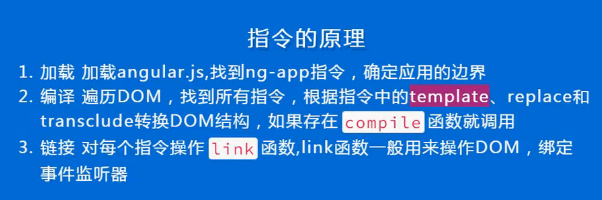 指令的原理
1. 加载 加载angular.js,找到ng-app指令，确定应用的边界
2. 编译 遍历DOM，找到所有指令，根据指令中的template、replace和
transclude转换DOM结构，如果存在 compile 函数就调用
3. 链接 对每个指令操作 link 函数,link函数一般用来操作DOM，绑定
事件监听器